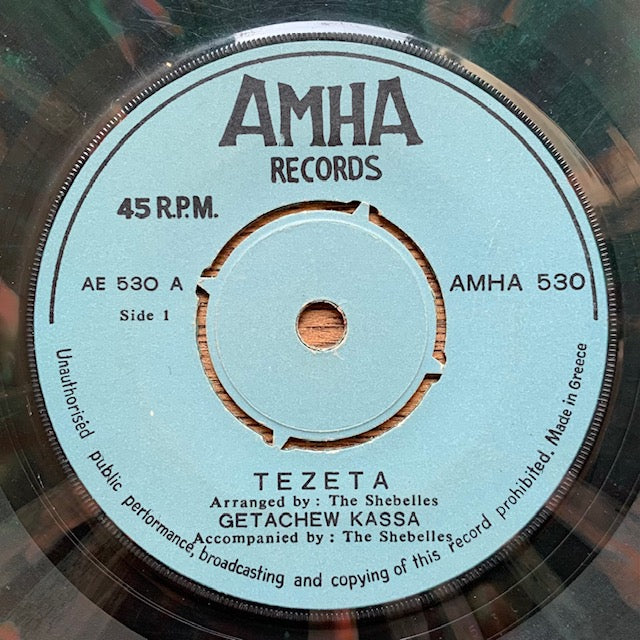 AMHA
RECORDS
45 R.P.M.
AE 530 A
AMHA 530
Side 1
TEZETA
Arranged by : The Shebelles
GETACHEW KASSA
Accompanied by : The Shebelles
Unauthoriséd public performance, broadcasting and copying of this record prohibited. Made in Greece